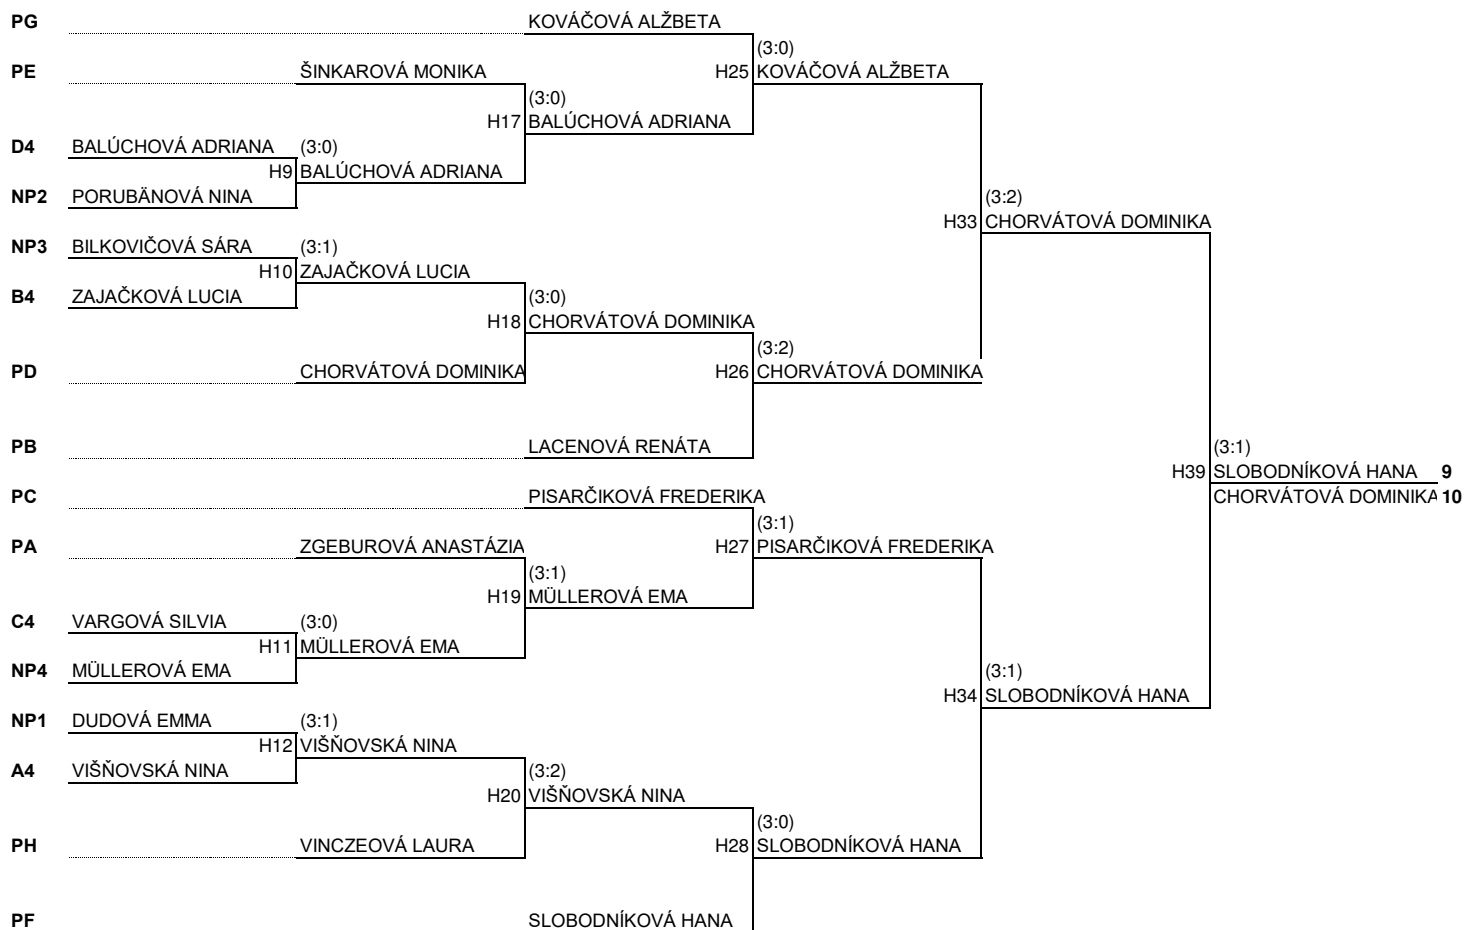 PG KOVÁČOVÁ ALŽBETA
(3:0)
PE ŠINKAROVÁ MONIKA H25 KOVÁČOVÁ ALŽBETA
(3:0)
H17 BALÚCHOVÁ ADRIANA
D4 BALÚCHOVÁ ADRIANA (3:0)
H9 BALÚCHOVÁ ADRIANA
NP2 PORUBÄNOVÁ NINA (3:2)
H33 CHORVÁTOVÁ DOMINIKA
NP3 BILKOVIČOVÁ SÁRA (3:1)
H10 ZAJAČKOVÁ LUCIA
B4 ZAJAČKOVÁ LUCIA (3:0)
H18 CHORVÁTOVÁ DOMINIKA
(3:2)
PD CHORVÁTOVÁ DOMINIKA H26 CHORVÁTOVÁ DOMINIKA
PB LACENOVÁ RENÁTA (3:1)
H39 SLOBODNÍKOVÁ HANA 9
PC PISARČIKOVÁ FREDERIKA CHORVÁTOVÁ DOMINIKA 10
(3:1)
PA ZGEBUROVÁ ANASTÁZIA H27 PISARČIKOVÁ FREDERIKA
(3:1)
H19 MÜLLEROVÁ EMA
C4 VARGOVÁ SILVIA (3:0)
H11 MÜLLEROVÁ EMA
NP4 MÜLLEROVÁ EMA (3:1)
H34 SLOBODNÍKOVÁ HANA
NP1 DUDOVÁ EMMA (3:1)
H12 VIŠŇOVSKÁ NINA
A4 VIŠŇOVSKÁ NINA (3:2)
H20 VIŠŇOVSKÁ NINA
(3:0)
PH VINCZEOVÁ LAURA H28 SLOBODNÍKOVÁ HANA
PF SLOBODNÍKOVÁ HANA